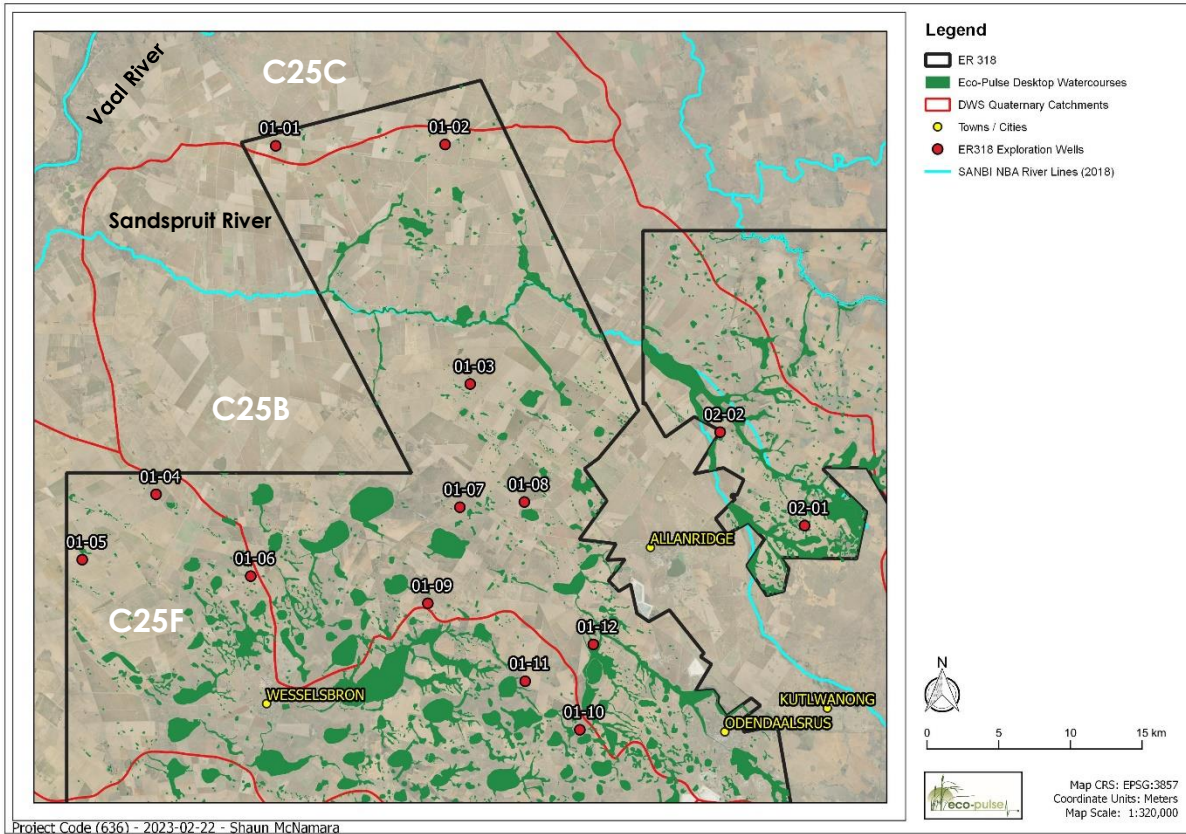 C25C
Vaal River
01-01
01-02
Sandspruit River
01-03
C25B
02-02
01-04
01-07
01-08
02-01
01-05
ALLANRIDGE
01-06
01-09
C25F
01-12
01-11
WESSELSBRON
KUTLWANONG
01-10
ODENDAALSRUS
Legend
ER 318
Eco-Pulse Desktop Watercourses
DWS Quaternary Catchments
Towns / Cities
ER318 Exploration Wells
SANBI NBA River Lines (2018)
N
0 5 10 15 km
eco-pulse
Map CRS: EPSG:3857
Coordinate Units: Meters
Map Scale: 1:320,000
Project Code (636) - 2023-02-22 - Shaun McNamara